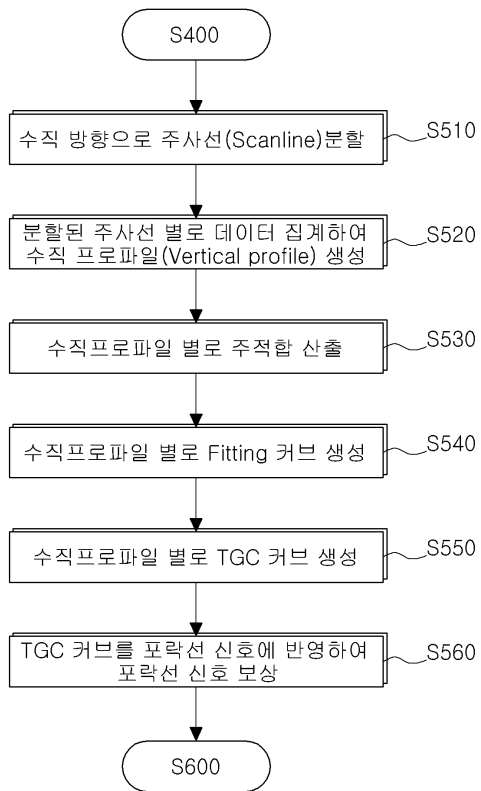 S400
수직 방향으로 주사선(Scanline)분할
S510
분할된 주사선 별로 데이터 집계하여
수직 프로파일(Vertical profile) 생성
S520
수직프로파일 별로 주적합 산출
S530
수직프로파일 별로 Fitting 커브 생성
S540
수직프로파일 별로 TGC 커브 생성
S550
TGC 커브를 포락선 신호에 반영하여
포락선 신호 보상
S560
S600